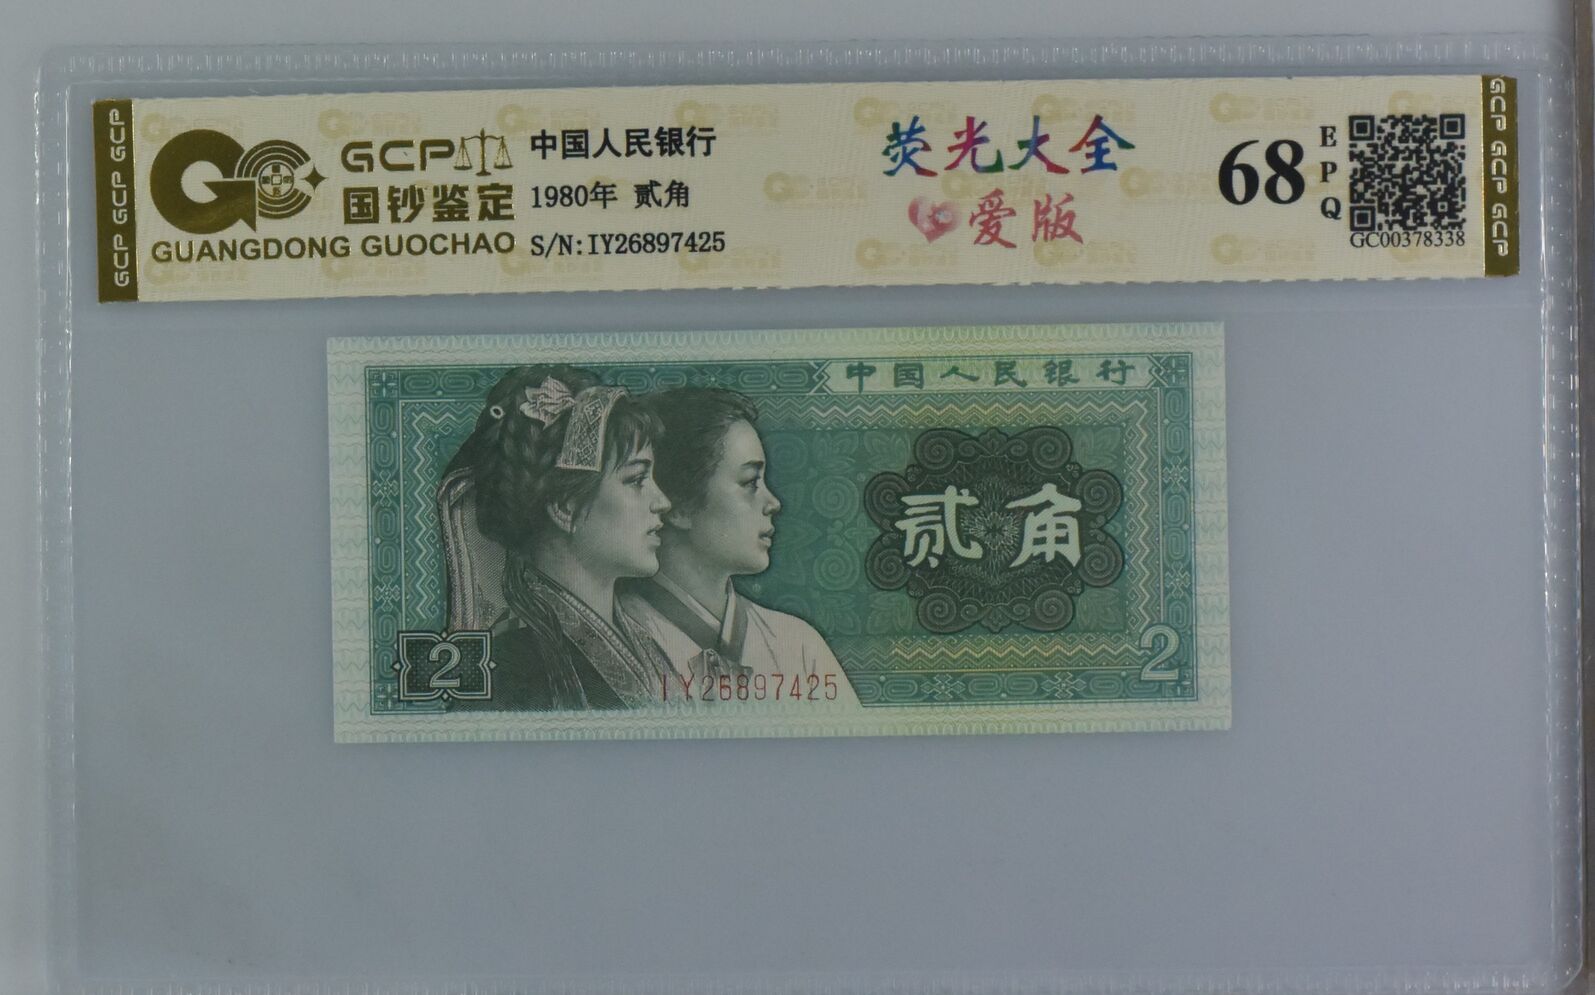 GCP GCP GCP
GCP
国钞鉴定
GUANGDONG GUOCHAO
中国人民银行
1980年 贰角
S/N:IY26897425
荧光大全
爱版
68
EPQ
GC00378338
GCP GCP GCP
中国人民银行
贰角
2
2
IY26897425